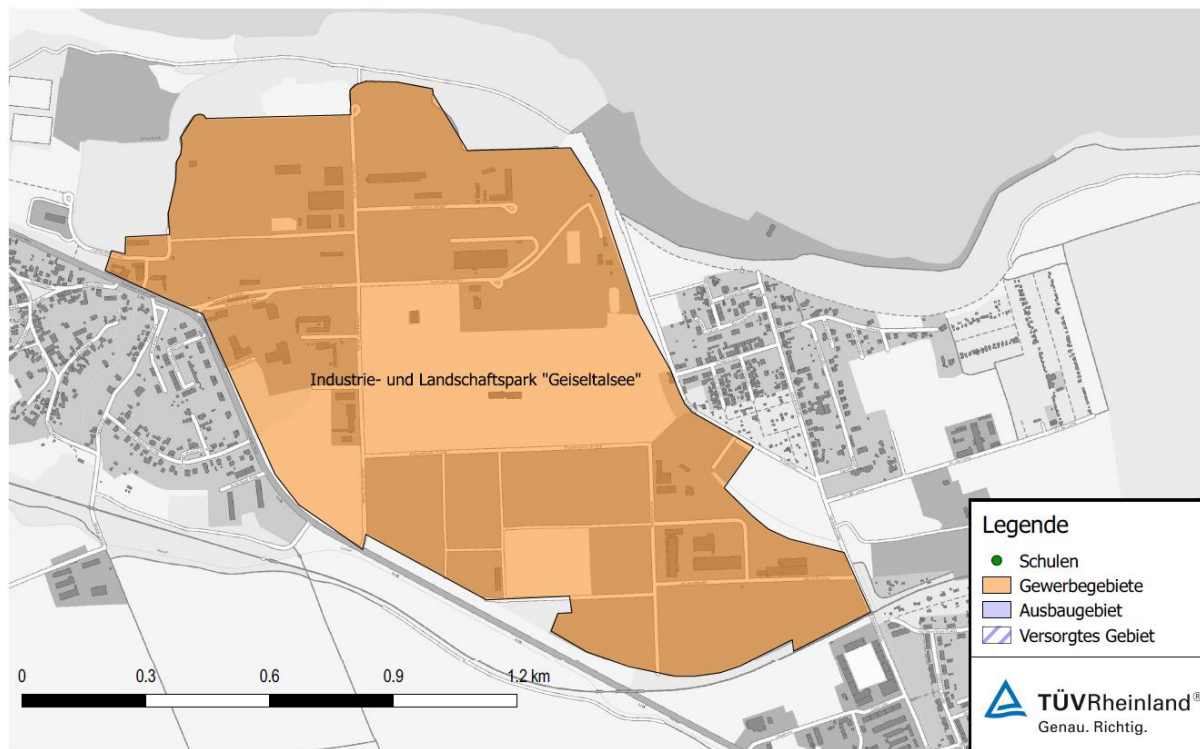 Industrie- und Landschaftspark "Geiseltalsee"
Legende
Schulen
Gewerbegebiete
Ausbaugebiet
Versorgtes Gebiet
0 0.3 0.6 0.9 1.2 km
TÜVRheinland®
Genau. Richtig.